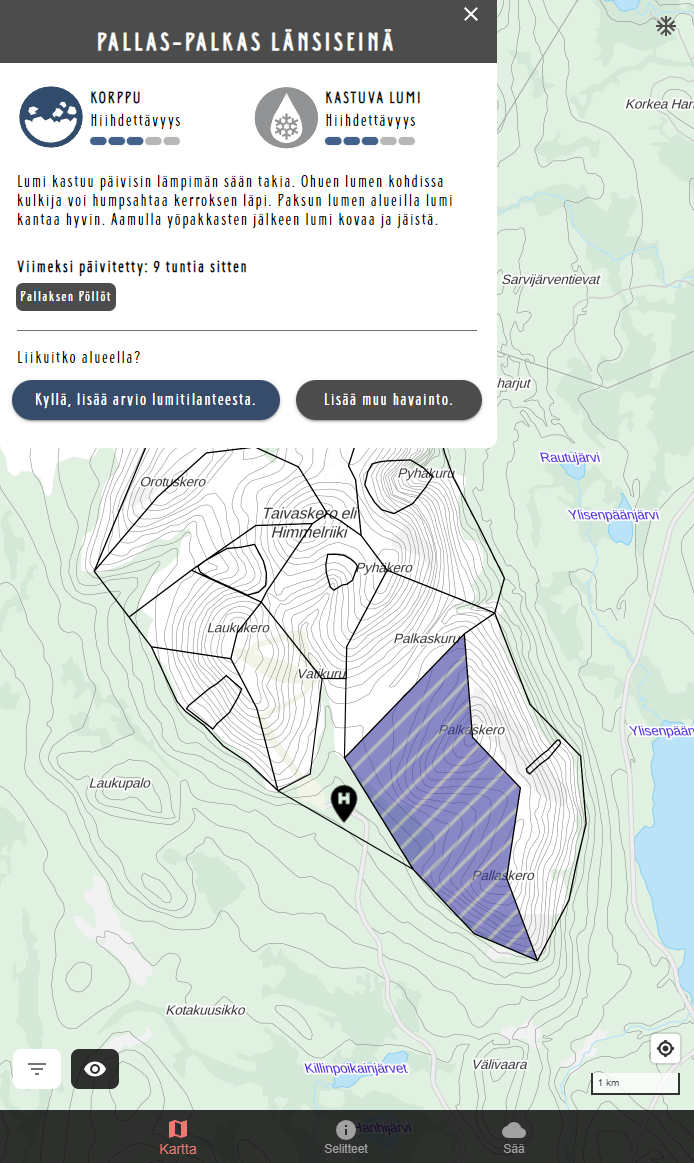 PALLAS-PALKAS LÄNSISEINÄ
KORPPU
Hiihdettävyys
KASTUVA LUMI
Hiihdettävyys
Lumi kastuu päivisin lämpimän sään takia. Ohuen lumen kohdissa
kulkija voi humpsahtaa kerroksen läpi. Paksun lumen alueilla lumi
kantaa hyvin. Aamulla yöpakkasten jälkeen lumi kovaa ja jäistä.
Viimeksi päivitetty: 9 tuntia sitten
Pallaksen Pöllöt
Liikuitko alueella?
Kyllä, lisää arvio lumitilanteesta.
Lisää muu havainto.
Korkea Har
Sarvijärventievat
harjut
Rautujärvi
Ylisenpäänjärvi
Orotuskero
Pyhäkuru
Taivaskero eli
Himmelriiki
Pyhäkero
Laukukero
Palkaskuru
Vatikuru
Palkaskero
Ylisenpään
Laukupalo
H
Pallaskero
Kotakuusikko
Killinpoikainjärvet
Välivaara
1 km
Hanhijärvi
Kartta
Selitteet
Sää